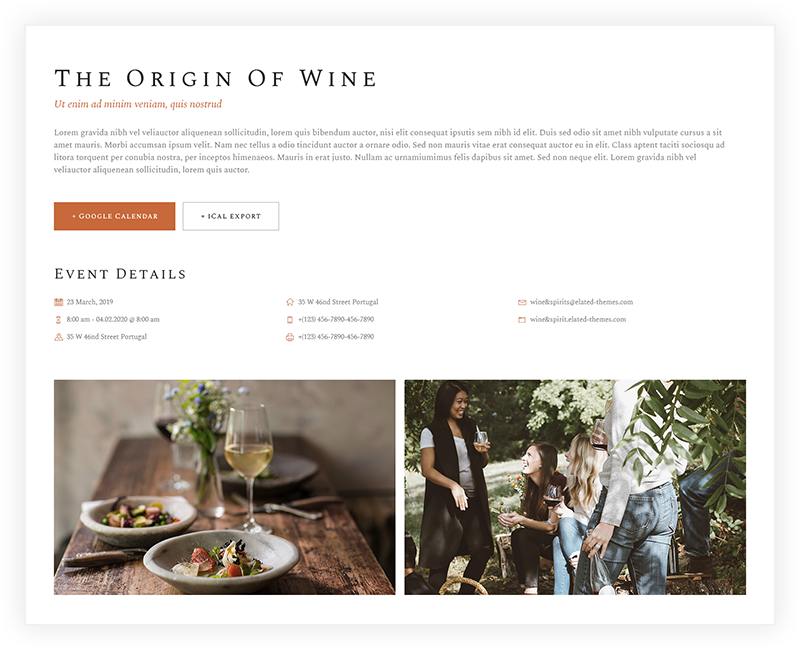 The Origin Of Wine
Ut enim ad minim veniam, quis nostrud
Lorem gravida nibh vel veliauctor aliquenean sollicitudin, lorem quis bibendum auctor, nisi elit consequat ipsutis sem nibh id elit. Duis sed odio sit amet nibh vulputate cursus a sit
amet mauris. Morbi accumsan ipsum velit. Nam nec tellus a odio tincidunt auctor a ornare odio. Sed non mauris vitae erat consequat auctor eu in elit. Class aptent taciti sociosqu ad
litora torquent per conubia nostra, per inceptos himenaeos. Mauris in erat justo. Nullam ac urnamiumimus felis dapibus sit amet. Sed non neque elit. Lorem gravida nibh vel
veliauctor aliquenean sollicitudin, lorem quis auctor.
+ Google Calendar
+ iCal Export
Event Details
23 March, 2019
35 W 46nd Street Portugal
wine&spirits@elated-themes.com
8:00 am - 04.02.2020 @ 8:00 am
+(123) 456-7890-456-7890
wine&spirit.elated-themes.com
35 W 46nd Street Portugal
+(123) 456-7890-456-7890